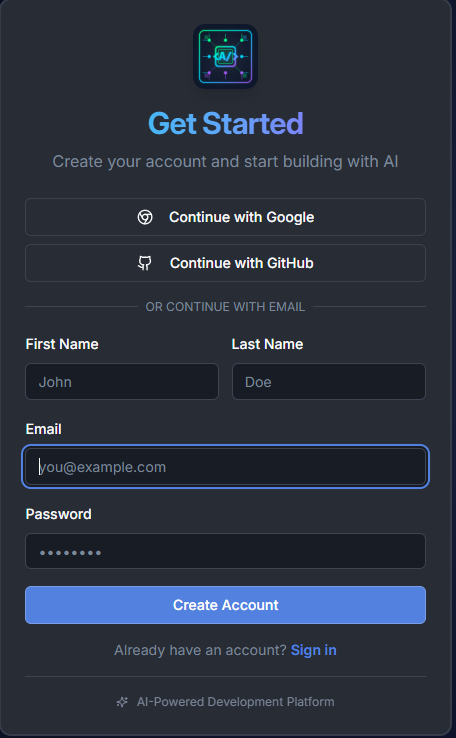 </A/>
Get Started
Create your account and start building with AI
Continue with Google
Continue with GitHub
OR CONTINUE WITH EMAIL
First Name
Last Name
John
Doe
Email
you@example.com
Password
••••••••
Create Account
Already have an account? Sign in
AI-Powered Development Platform